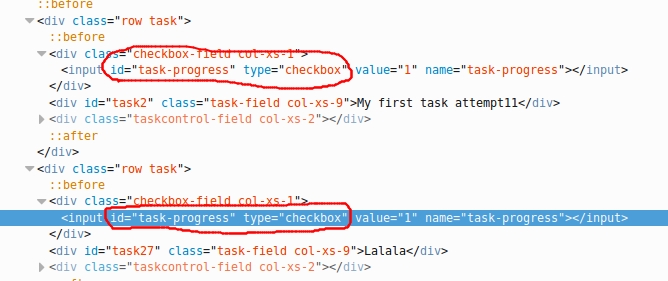 ::before
<div class="row task">
::before
<div class="checkbox-field col-xs-1">
<input id="task-progress" type="checkbox" value="1" name="task-progress"></input>
</div>
<div id="task2" class="task-field col-xs-9">My first task attempt11</div>
<div class="taskcontrol-field col-xs-2"></div>
::after
</div>
<div class="row task">
::before
<div class="checkbox-field col-xs-1">
<input id="task-progress" type="checkbox" value="1" name="task-progress"></input>
</div>
<div id="task27" class="task-field col-xs-9">Lalala</div>
<div class="taskcontrol-field col-xs-2"></div>